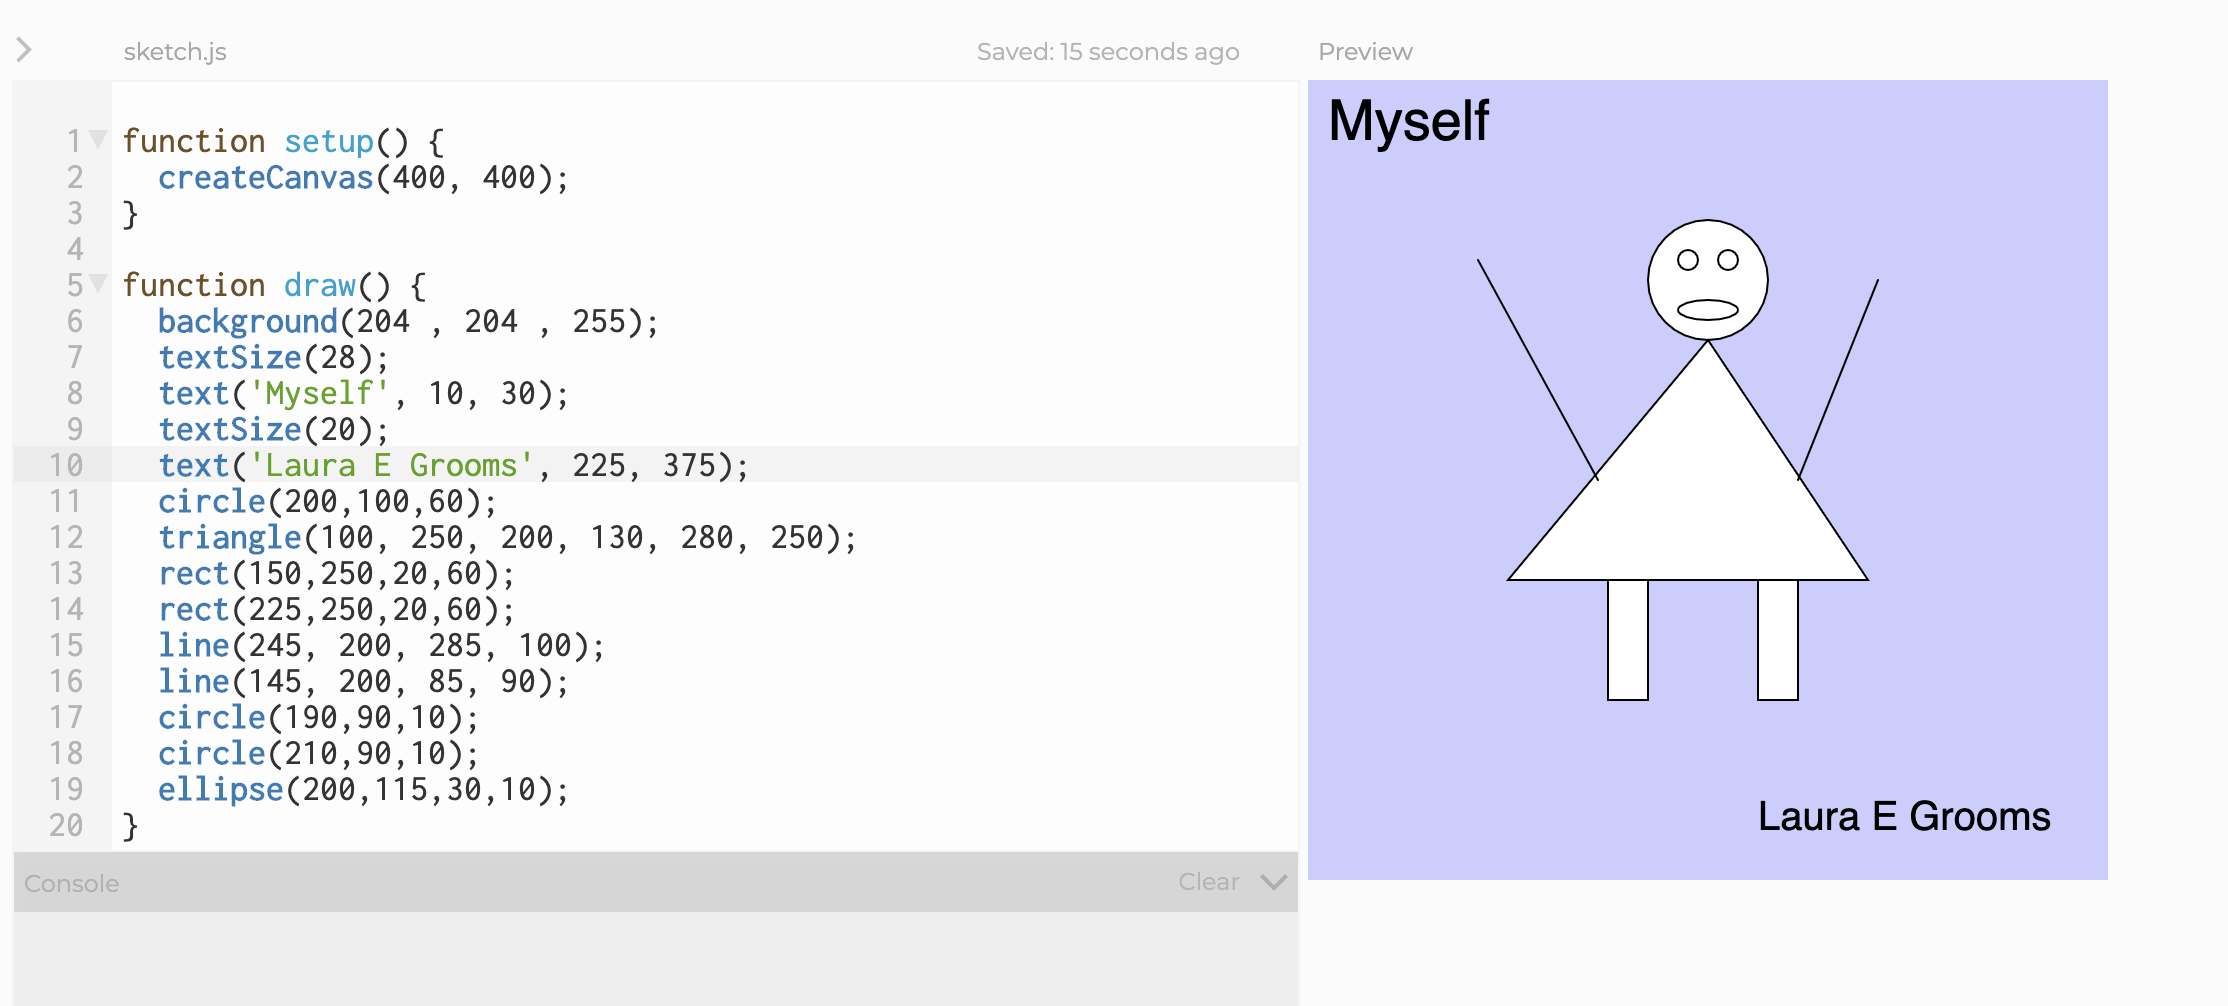 sketch.js
Saved: 15 seconds ago
Preview
1 function setup() {
2 createCanvas(400, 400);
3 }
4
5 function draw() {
6 background(204 , 204 , 255);
7 textSize(28);
8 text('Myself', 10, 30);
9 textSize(20);
10 text('Laura E Grooms', 225, 375);
11 circle(200,100,60);
12 triangle(100, 250, 200, 130, 280, 250);
13 rect(150,250,20,60);
14 rect(225,250,20,60);
15 line(245, 200, 285, 100);
16 line(145, 200, 85, 90);
17 circle(190,90,10);
18 circle(210,90,10);
19 ellipse(200,115,30,10);
20 }
Console
Clear
Myself
Laura E Grooms